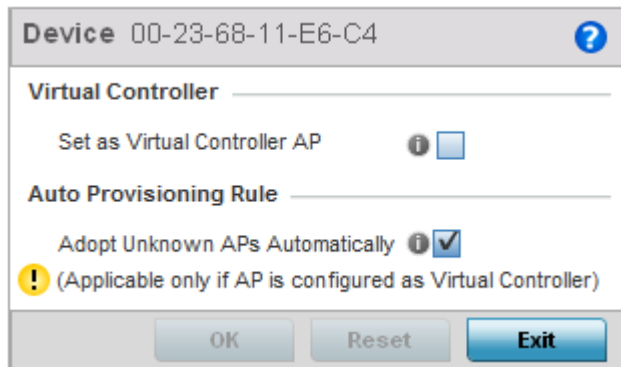 Device 00-23-68-11-E6-C4 ?
Virtual Controller
Set as Virtual Controller AP i
Auto Provisioning Rule
Adopt Unknown APs Automatically i
! (Applicable only if AP is configured as Virtual Controller)
OK Reset Exit